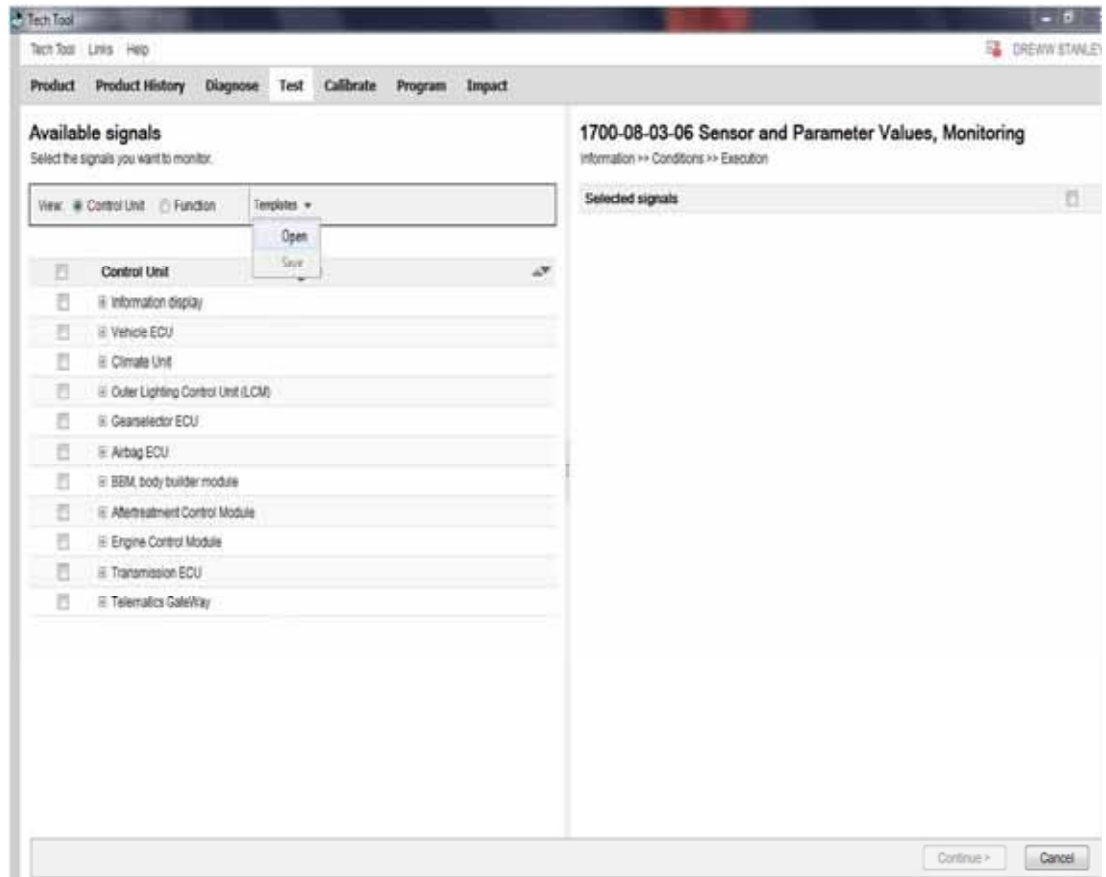 Tech Tool
Tech Tool Links Help
DREWW STANLEY
Product Product History Diagnose Test Calibrate Program Impact
Available signals
Select the signals you want to monitor.
View: Control Unit Function Templates
Open
Save
Control Unit
Information display
Vehicle ECU
Climate Unit
Outer Lighting Control Unit (LCM)
Gearselector ECU
Airbag ECU
BBM, body builder module
Aftertreatment Control Module
Engine Control Module
Transmission ECU
Telematics GateWay
1700-08-03-06 Sensor and Parameter Values, Monitoring
Information >> Conditions >> Execution
Selected signals
Continue >
Cancel